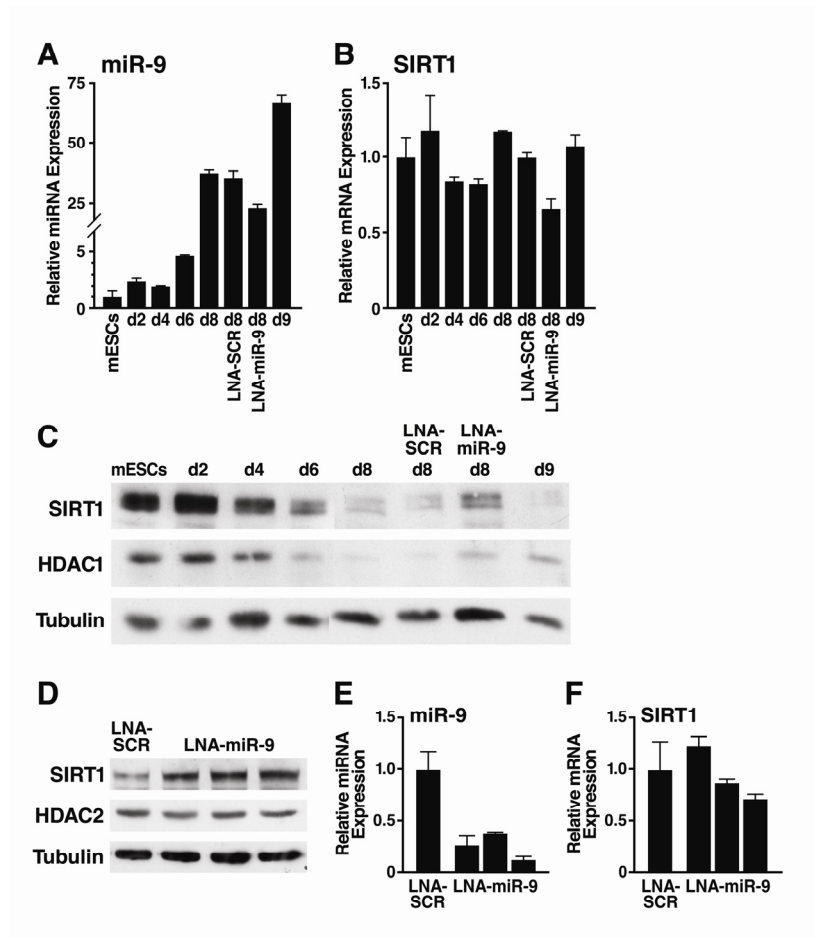 A
miR-9
Relative miRNA Expression
75
50
25
5
0
mESCs
d2
d4
d6
d8
d8
LNA-SCR
d8
LNA-miR-9
d9
B
SIRT1
Relative mRNA Expression
1.5
1.0
0.5
0
mESCs
d2
d4
d6
d8
d8
LNA-SCR
d8
LNA-miR-9
d9
C
LNA-
SCR
LNA-
miR-9
mESCs d2 d4 d6 d8 d8 d8 d9
SIRT1
HDAC1
Tubulin
D
LNA-
SCR
LNA-miR-9
SIRT1
HDAC2
Tubulin
E
miR-9
Relative miRNA
Expression
1.5
1.0
0.5
0
LNA-
SCR
LNA-miR-9
F
SIRT1
Relative mRNA
Expression
1.5
1.0
0.5
0
LNA-
SCR
LNA-miR-9